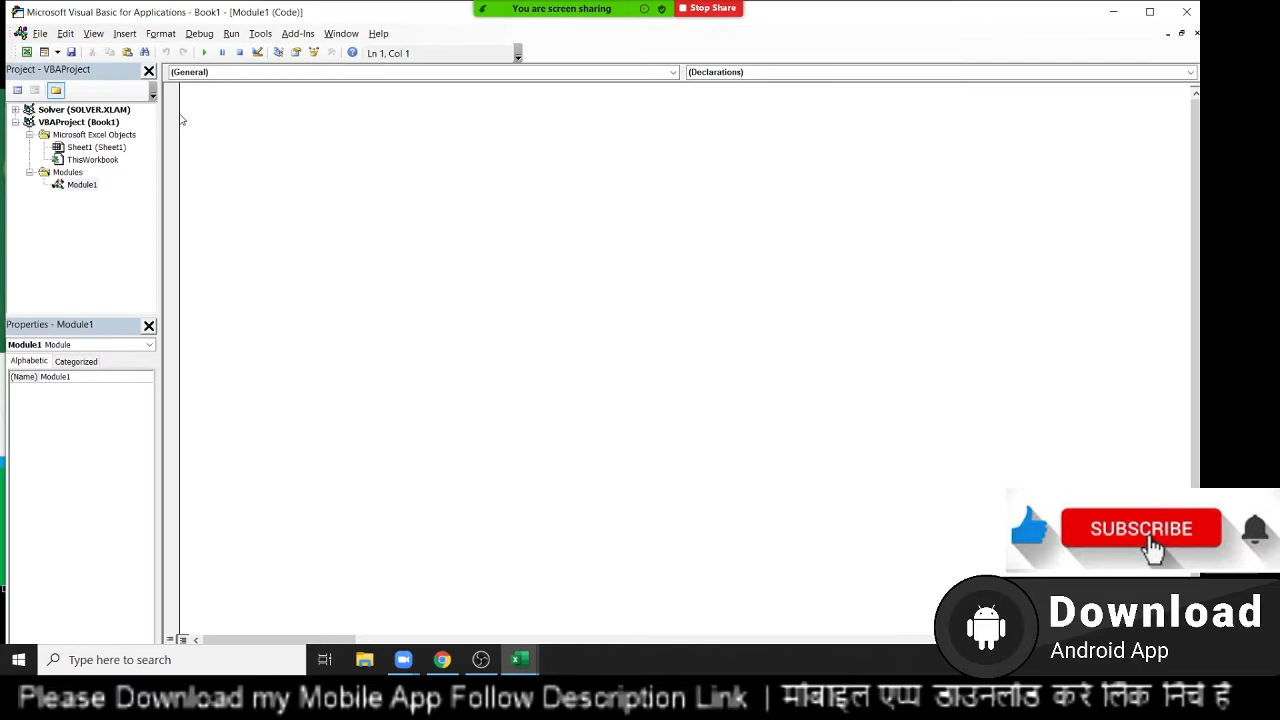 Microsoft Visual Basic for Applications - Book1 - [Module1 (Code)]
You are screen sharing
Stop Share
File Edit View Insert Format Debug Run Tools Add-Ins Window Help
Ln 1, Col 1
Project - VBAProject
(General)
(Declarations)
Solver (SOLVER.XLAM)
VBAProject (Book1)
Microsoft Excel Objects
Sheet1 (Sheet1)
ThisWorkbook
Modules
Module1
Properties - Module1
Module1 Module
Alphabetic Categorized
(Name) Module1
SUBSCRIBE
Download
Android App
Type here to search
Please Download my Mobile App Follow Description Link | मोबाइल एप्प डाउनलोड करे लिंक निचे है